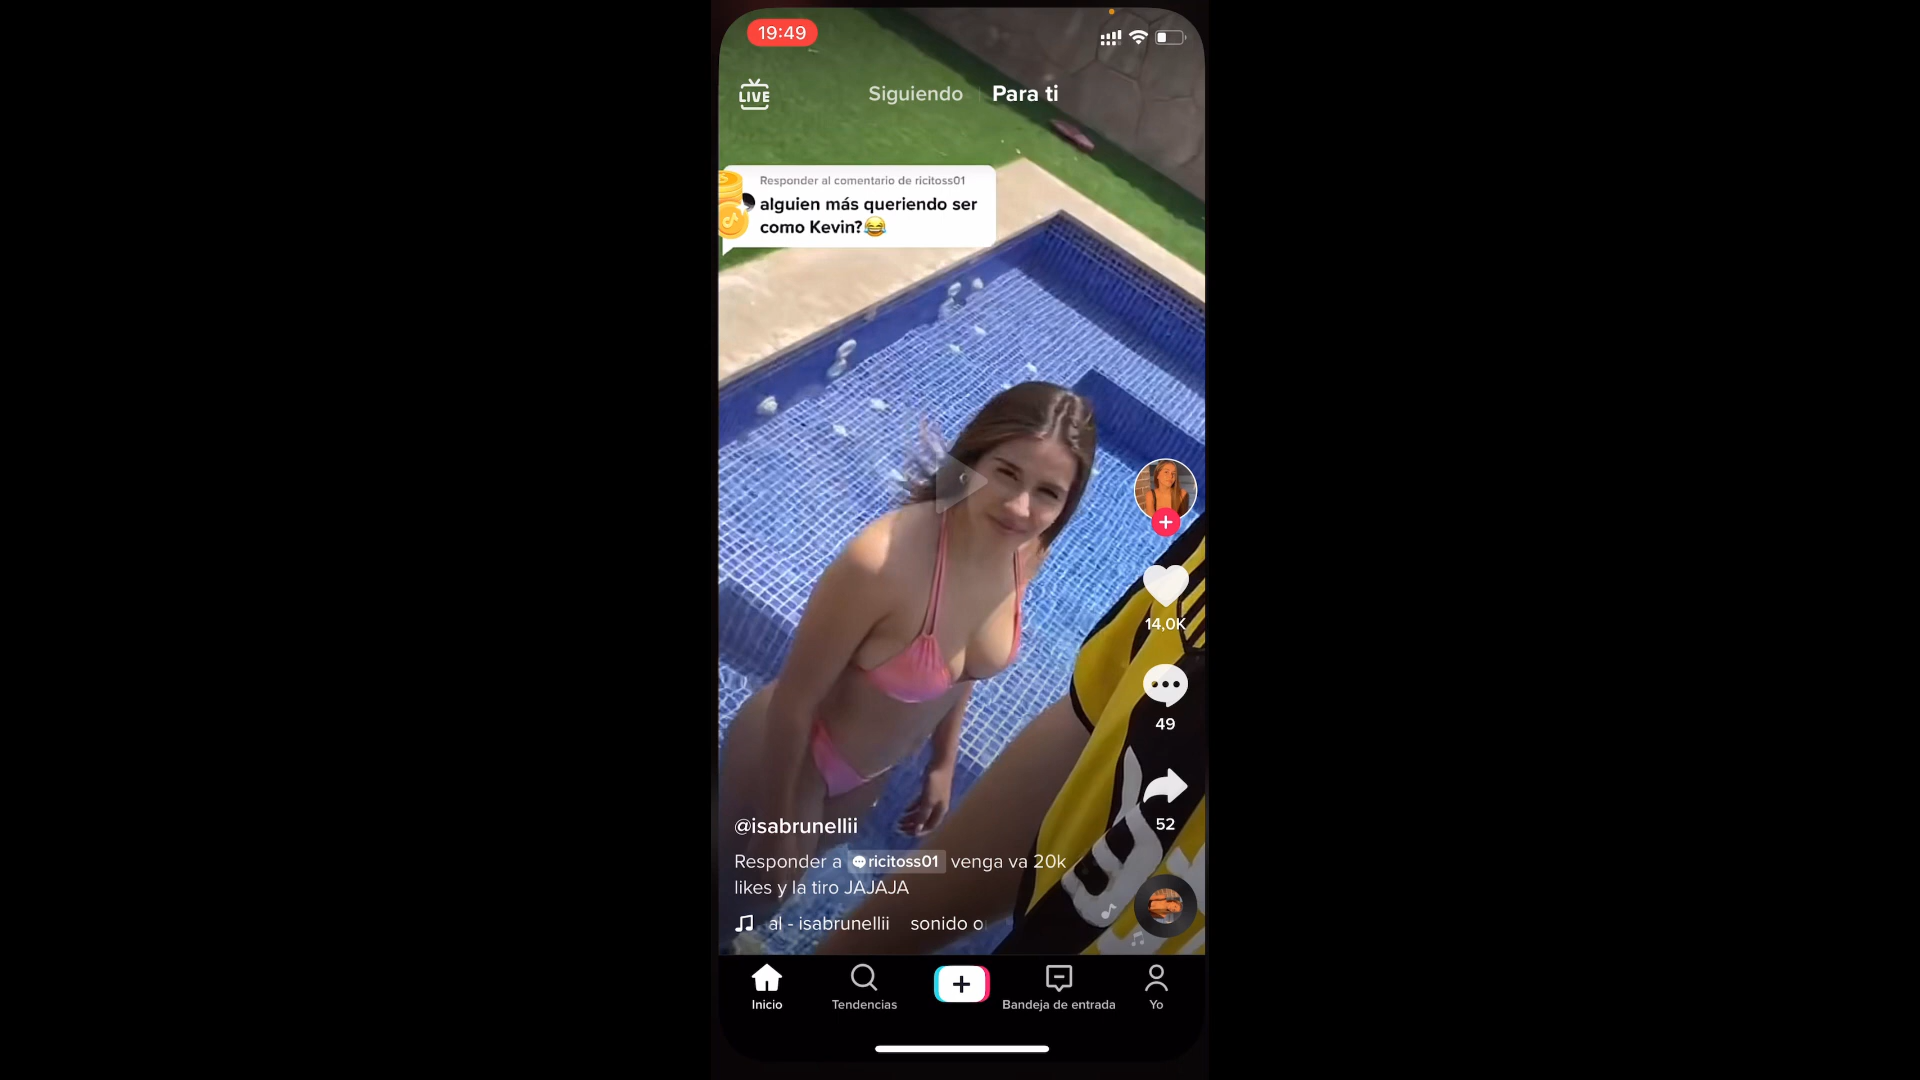 19:49
LIVE
Siguiendo
Para ti
Responder al comentario de ricitoss01
alguien más queriendo ser
como Kevin?😂
14,0K
49
52
@isabrunellii
Responder a ricitoss01 venga va 20k
likes y la tiro JAJAJA
al - isabrunellii sonido o
Inicio
Tendencias
Bandeja de entrada
Yo